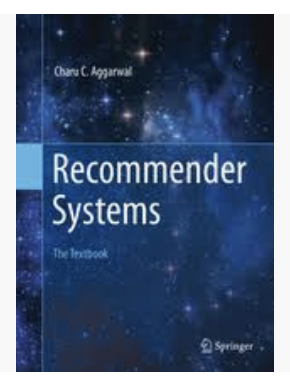 Charu C. Aggarwal
Recommender
Systems
The Textbook
Springer